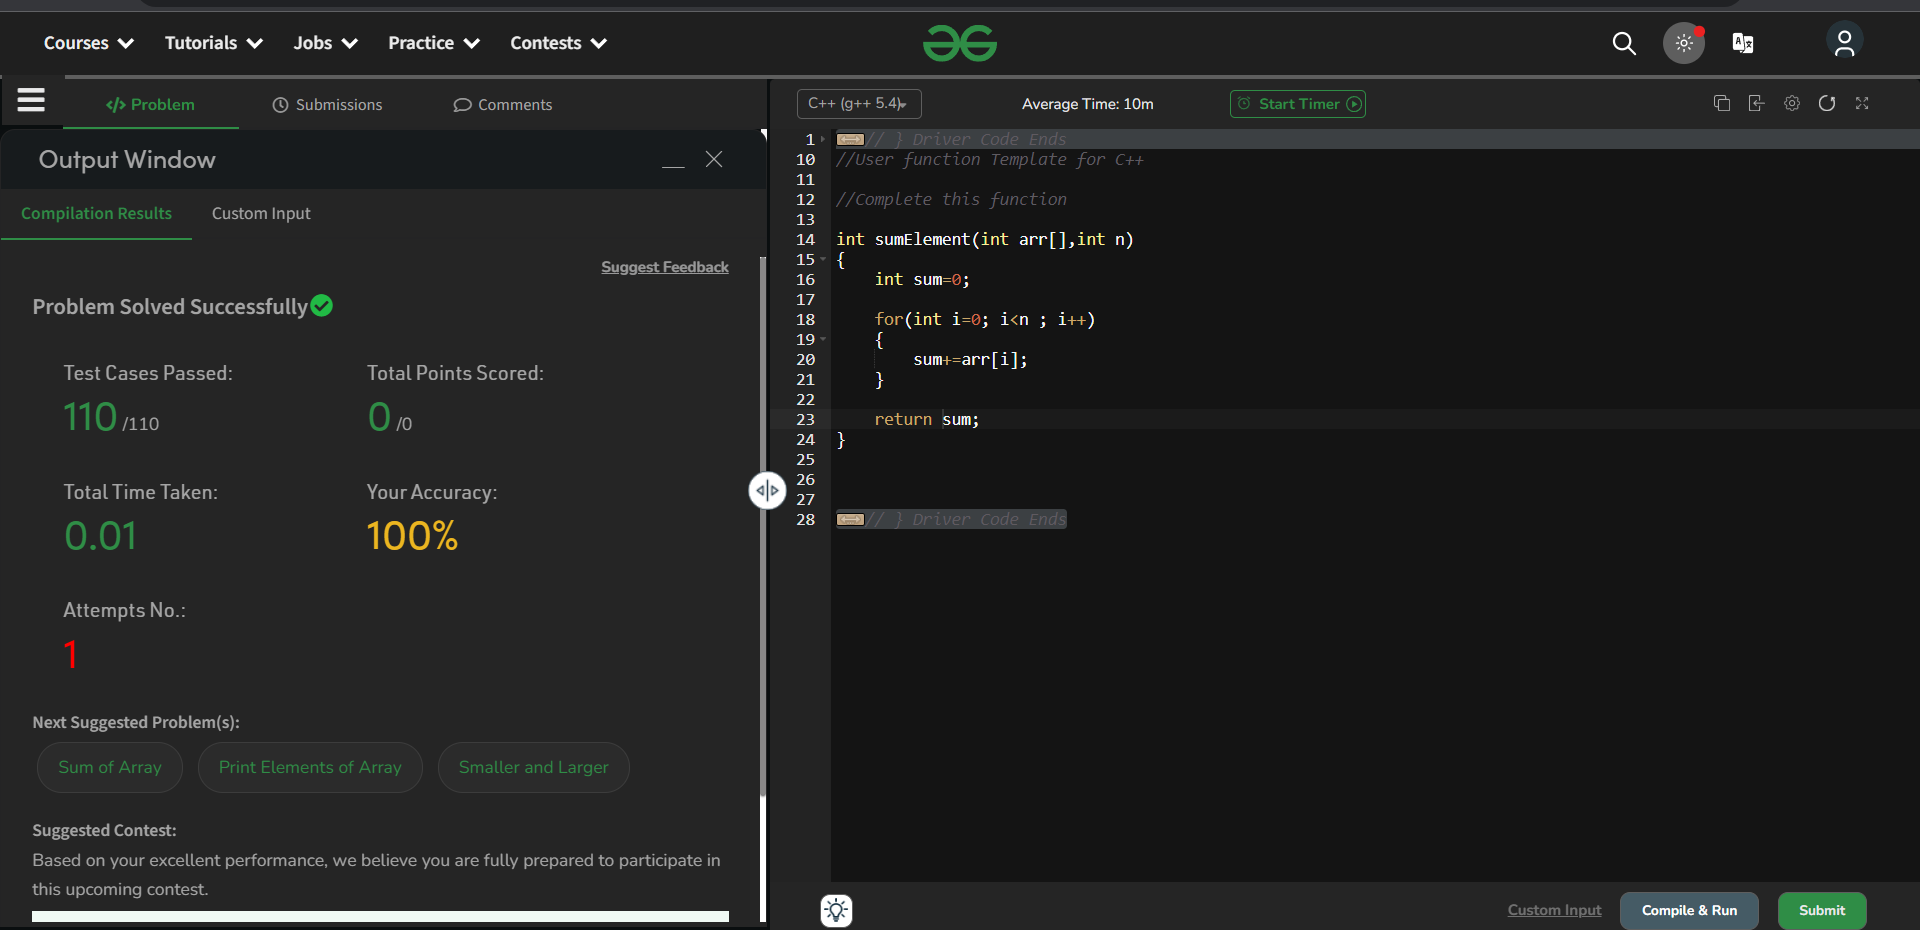 Courses Tutorials Jobs Practice Contests
Problem Submissions Comments
Output Window
Compilation Results Custom Input
Suggest Feedback
Problem Solved Successfully
Test Cases Passed: Total Points Scored:
110 /110 0 /0
Total Time Taken: Your Accuracy:
0.01 100%
Attempts No.:
1
Next Suggested Problem(s):
Sum of Array Print Elements of Array Smaller and Larger
Suggested Contest:
Based on your excellent performance, we believe you are fully prepared to participate in
this upcoming contest.
C++ (g++ 5.4) Average Time: 10m Start Timer
1 // } Driver Code Ends
10 //User function Template for C++
11
12 //Complete this function
13
14 int sumElement(int arr[],int n)
15 {
16 int sum=0;
17
18 for(int i=0; i<n ; i++)
19 {
20 sum+=arr[i];
21 }
22
23 return sum;
24 }
25
26
27
28 // } Driver Code Ends
Custom Input Compile & Run Submit